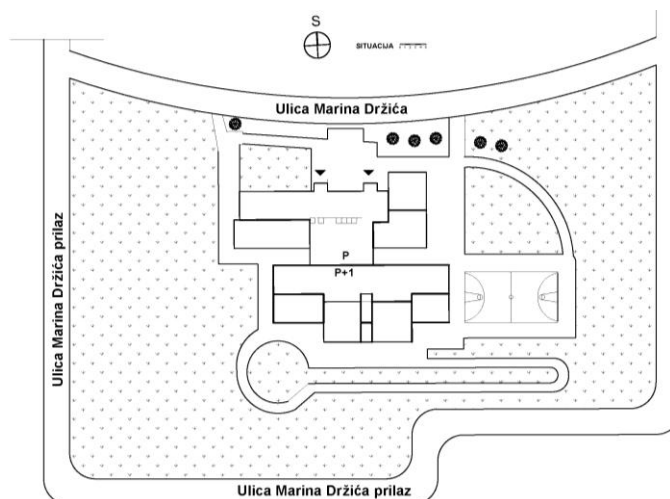 S
SITUACIJA
Ulica Marina Držića
Ulica Marina Držića prilaz
P
P+1
Ulica Marina Držića prilaz